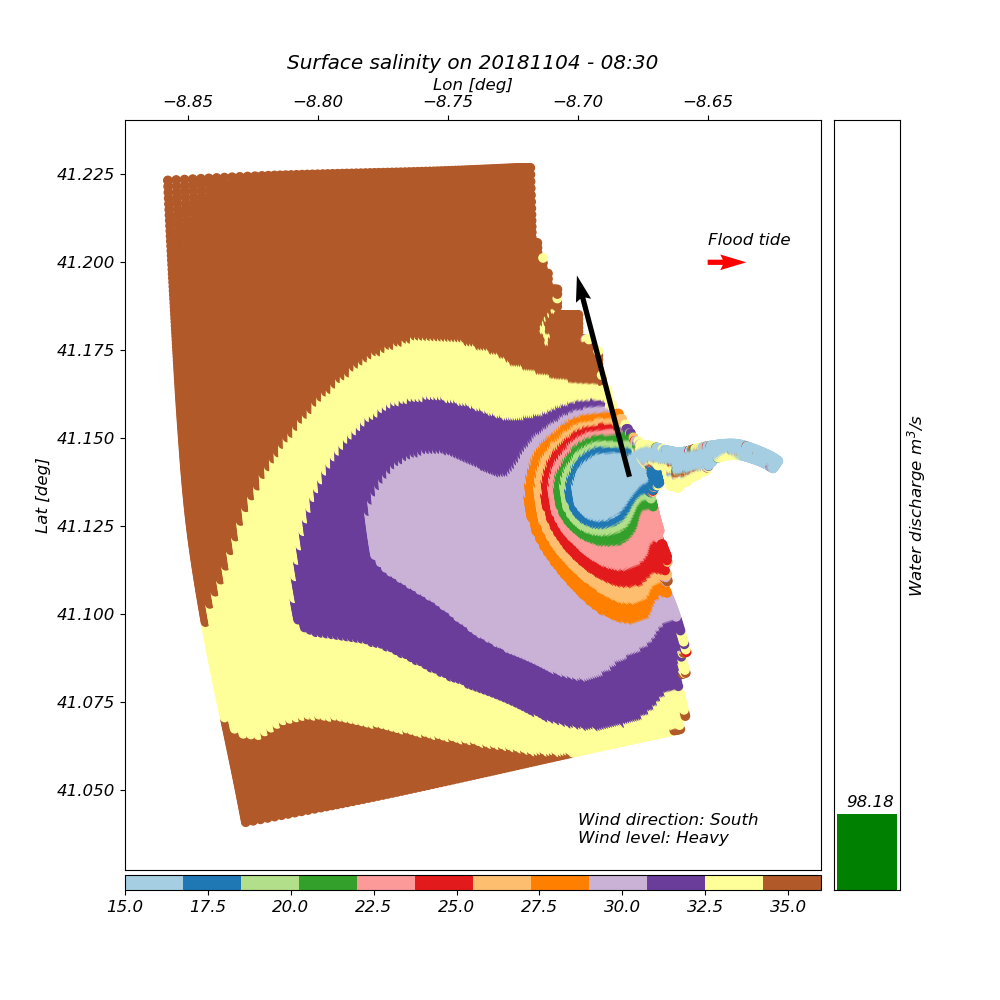 Surface salinity on 20181104 - 08:30
Lon [deg]
−8.85 −8.80 −8.75 −8.70 −8.65
41.225
41.200
41.175
41.150
41.125
41.100
41.075
41.050
Lat [deg]
Flood tide
Wind direction: South
Wind level: Heavy
98.18
Water discharge m³/s
15.0 17.5 20.0 22.5 25.0 27.5 30.0 32.5 35.0